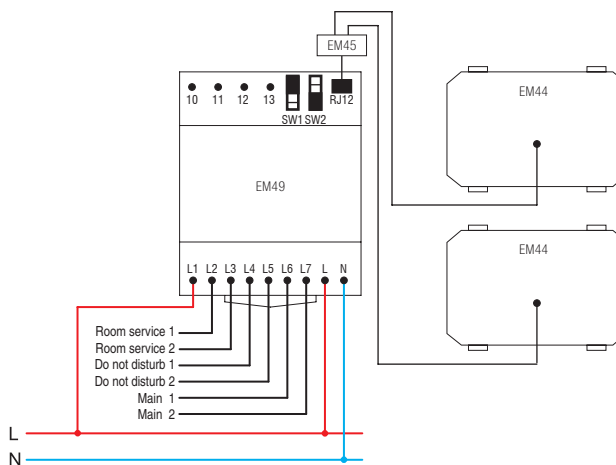 EM45
EM44
10 11 12 13 RJ12
SW1 SW2
EM49
EM44
L1 L2 L3 L4 L5 L6 L7 L N
Room service 1
Room service 2
Do not disturb 1
Do not disturb 2
Main 1
Main 2
L
N